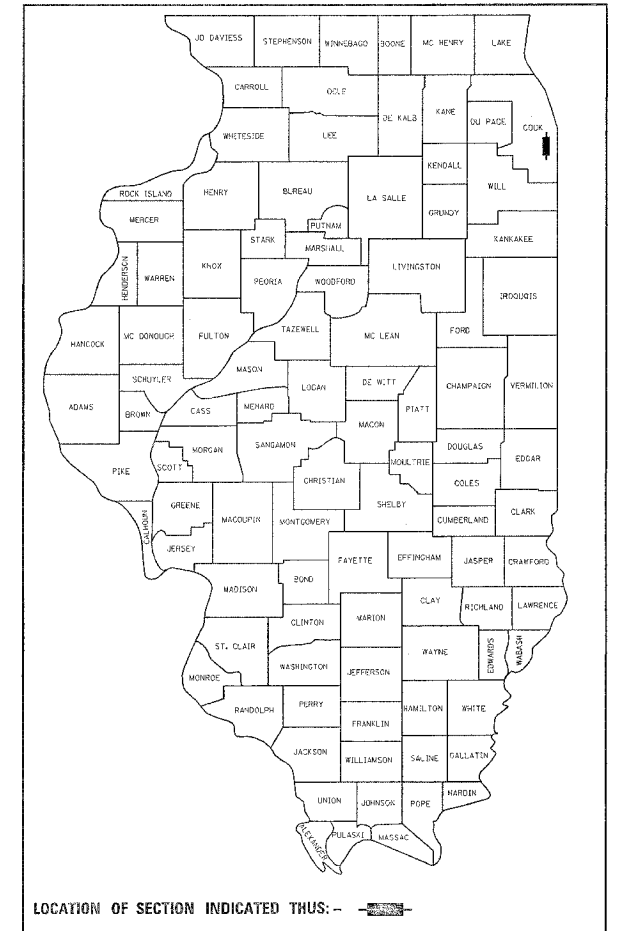 JO DAVIESS
STEPHENSON
WINNEBAGO
BOONE
MC HENRY
LAKE
CARROLL
OGLE
DE KALB
KANE
DU PAGE
COOK
WHITESIDE
LEE
KENDALL
WILL
ROCK ISLAND
HENRY
BUREAU
LA SALLE
GRUNDY
MERCER
PUTNAM
STARK
MARSHALL
KANKAKEE
HENDERSON
WARREN
KNOX
PEORIA
WOODFORD
LIVINGSTON
IROQUOIS
HANCOCK
MC DONOUGH
FULTON
TAZEWELL
MC LEAN
FORD
SCHUYLER
MASON
LOGAN
DE WITT
CHAMPAIGN
VERMILION
ADAMS
BROWN
CASS
MENARD
MACON
PIATT
PIKE
SCOTT
MORGAN
SANGAMON
CHRISTIAN
MOULTRIE
DOUGLAS
EDGAR
COLES
CALHOUN
GREENE
MACOUPIN
MONTGOMERY
SHELBY
CUMBERLAND
CLARK
JERSEY
FAYETTE
EFFINGHAM
JASPER
CRAWFORD
MADISON
BOND
CLAY
RICHLAND
LAWRENCE
CLINTON
MARION
ST. CLAIR
WASHINGTON
WAYNE
EDWARDS
WABASH
MONROE
JEFFERSON
RANDOLPH
PERRY
HAMILTON
WHITE
FRANKLIN
JACKSON
WILLIAMSON
SALINE
GALLATIN
UNION
JOHNSON
POPE
HARDIN
ALEXANDER
PULASKI
MASSAC
LOCATION OF SECTION INDICATED THUS:-